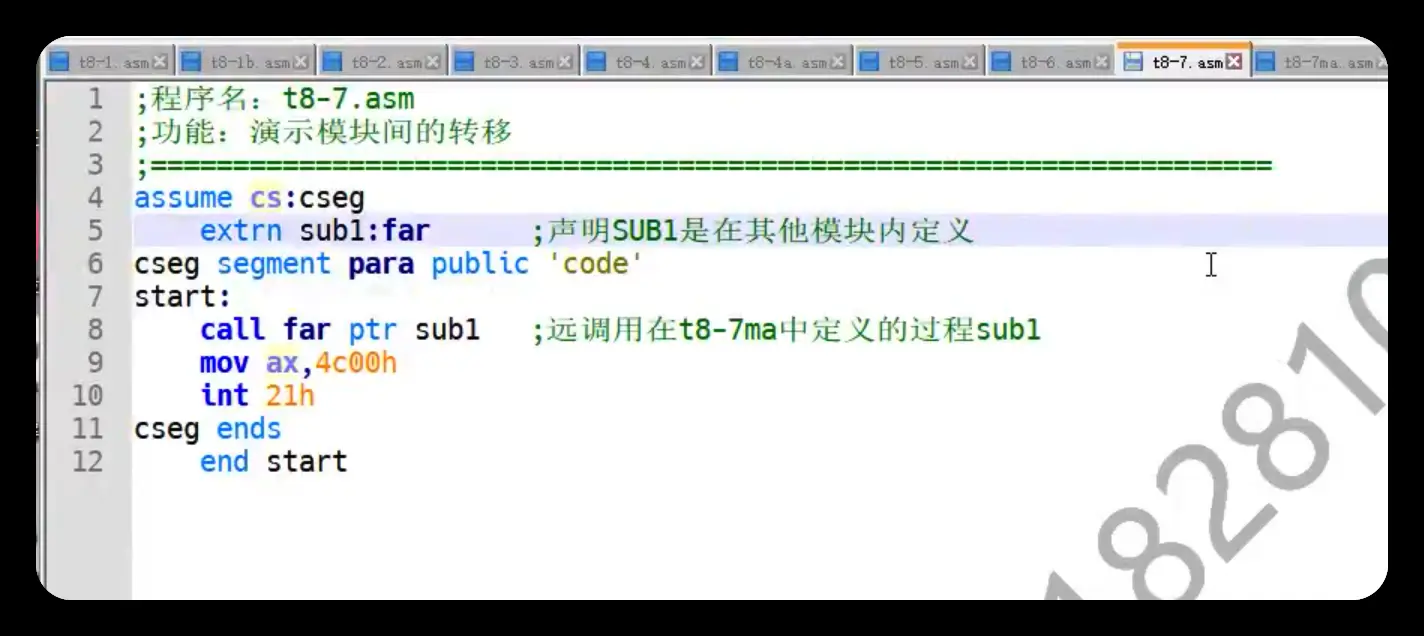 t8-1.asm t8-1b.asm t8-2.asm t8-3.asm t8-4.asm t8-4a.asm t8-5.asm t8-6.asm t8-7.asm t8-7ma.asm
1 ;程序名：t8-7.asm
2 ;功能：演示模块间的转移
3 ;====================================================================
4 assume cs:cseg
5     extrn sub1:far      ;声明SUB1是在其他模块内定义
6 cseg segment para public 'code'
7 start:
8     call far ptr sub1   ;远调用在t8-7ma中定义的过程sub1
9     mov ax,4c00h
10     int 21h
11 cseg ends
12     end start